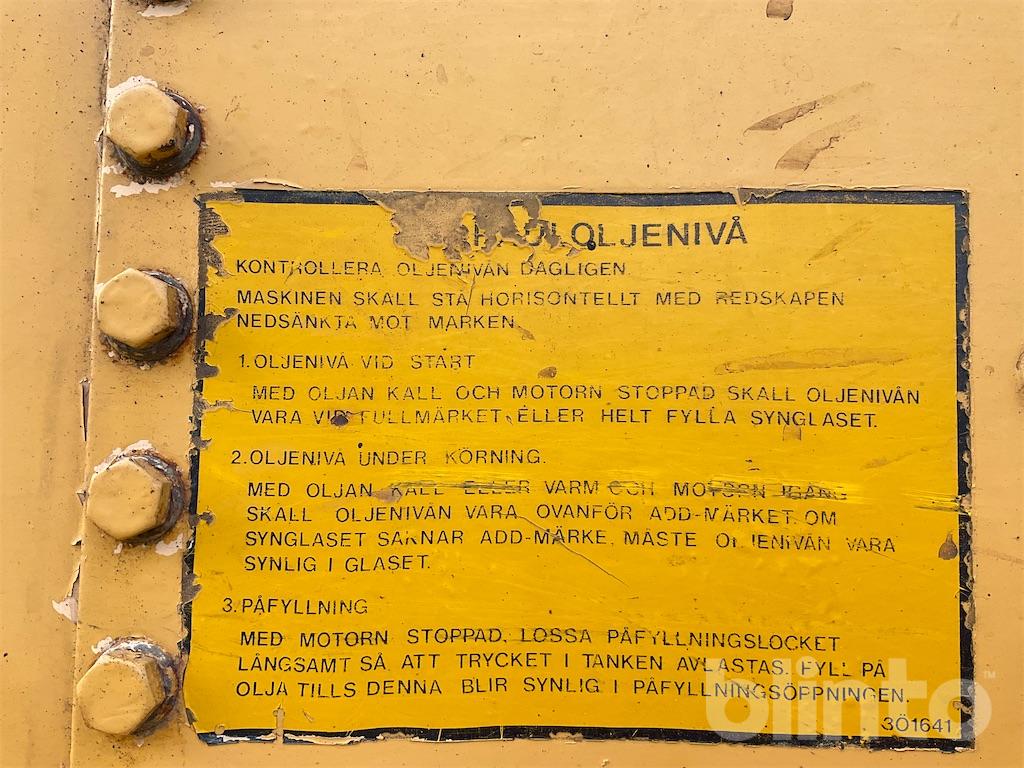 OLJENIVÅ
KONTROLLERA OLJENIVÅN DAGLIGEN.
MASKINEN SKALL STÅ HORISONTELLT MED REDSKAPEN
NEDSÄNKTA MOT MARKEN.
1. OLJENIVÅ VID START
MED OLJAN KALL OCH MOTORN STOPPAD SKALL OLJENIVÅN
VARA VID FULLMÄRKET ELLER HELT FYLLA SYNGLASET.
2. OLJENIVÅ UNDER KÖRNING.
MED OLJAN KALL ELLER VARM OCH MOTORN IGÅNG
SKALL OLJENIVÅN VARA OVANFÖR ADD-MÄRKET. OM
SYNGLASET SAKNAR ADD-MÄRKE, MÅSTE OLJENIVÅN VARA
SYNLIG I GLASET.
3. PÅFYLLNING
MED MOTORN STOPPAD, LOSSA PÅFYLLNINGSLOCKET
LÅNGSAMT SÅ ATT TRYCKET I TANKEN AVLASTAS. FYLL PÅ
OLJA TILLS DENNA BLIR SYNLIG I PÅFYLLNINGSÖPPNINGEN.
3Ö1641
blinto™